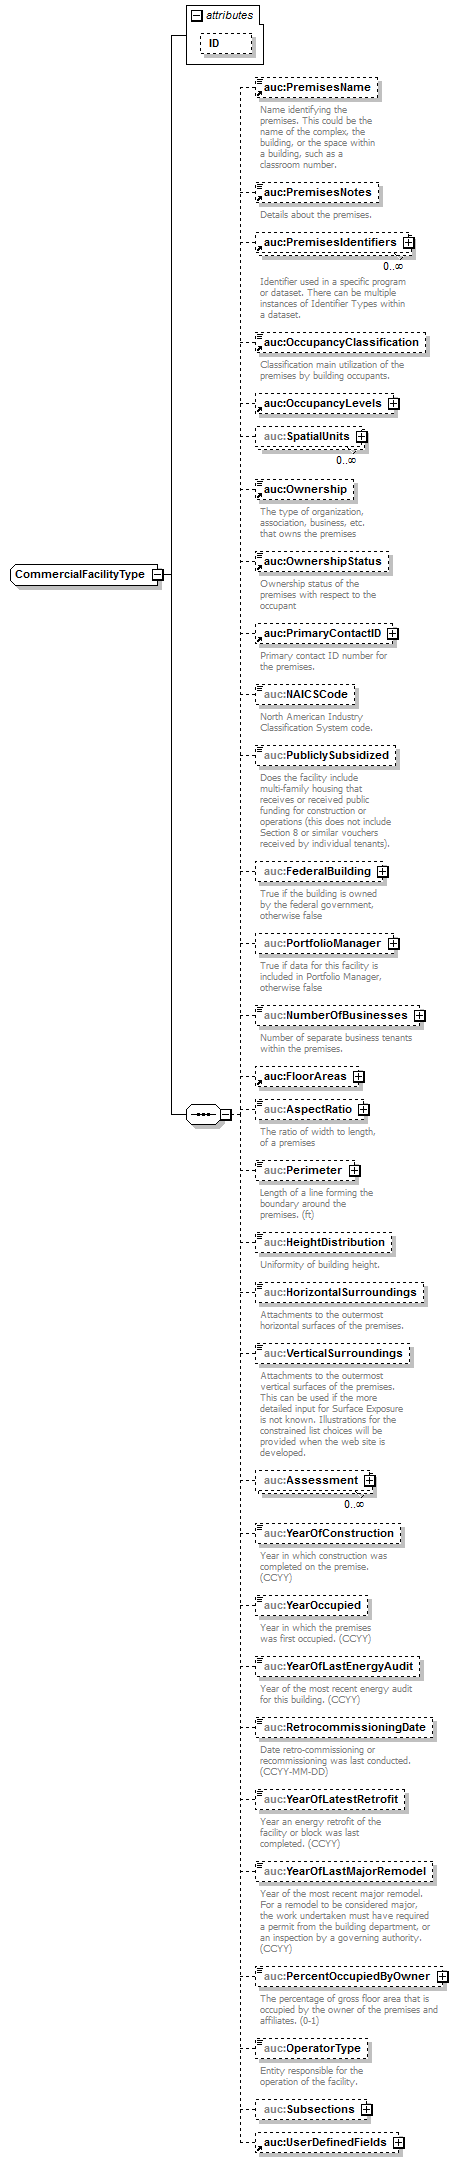 attributes
ID
auc:PremisesName
Name identifying the
premises. This could be the
name of the complex, the
building, or the space within
a building, such as a
classroom number.
auc:PremisesNotes
Details about the premises.
auc:PremisesIdentifiers
0..∞
Identifier used in a specific program
or dataset. There can be multiple
instances of Identifier Types within
a dataset.
auc:OccupancyClassification
Classification main utilization of the
premises by building occupants.
auc:OccupancyLevels
auc:SpatialUnits
0..∞
auc:Ownership
The type of organization,
association, business, etc.
that owns the premises
auc:OwnershipStatus
Ownership status of the
premises with respect to the
occupant
CommercialFacilityType
auc:PrimaryContactID
Primary contact ID number for
the premises.
auc:NAICSCode
North American Industry
Classification System code.
auc:PubliclySubsidized
Does the facility include
multi-family housing that
receives or received public
funding for construction or
operations (this does not include
Section 8 or similar vouchers
received by individual tenants).
auc:FederalBuilding
True if the building is owned
by the federal government,
otherwise false
auc:PortfolioManager
True if data for this facility is
included in Portfolio Manager,
otherwise false
auc:NumberOfBusinesses
Number of separate business tenants
within the premises.
auc:FloorAreas
auc:AspectRatio
The ratio of width to length,
of a premises
auc:Perimeter
Length of a line forming the
boundary around the
premises. (ft)
auc:HeightDistribution
Uniformity of building height.
auc:HorizontalSurroundings
Attachments to the outermost
horizontal surfaces of the premises.
auc:VerticalSurroundings
Attachments to the outermost
vertical surfaces of the premises.
This can be used if the more
detailed input for Surface Exposure
is not known. Illustrations for the
constrained list choices will be
provided when the web site is
developed.
auc:Assessment
0..∞
auc:YearOfConstruction
Year in which construction was
completed on the premise.
(CCYY)
auc:YearOccupied
Year in which the premises
was first occupied. (CCYY)
auc:YearOfLastEnergyAudit
Year of the most recent energy audit
for this building. (CCYY)
auc:RetrocommissioningDate
Date retro-commissioning or
recommissioning was last conducted.
(CCYY-MM-DD)
auc:YearOfLatestRetrofit
Year an energy retrofit of the
facility or block was last
completed. (CCYY)
auc:YearOfLastMajorRemodel
Year of the most recent major remodel.
For a remodel to be considered major,
the work undertaken must have required
a permit from the building department, or
an inspection by a governing authority.
(CCYY)
auc:PercentOccupiedByOwner
The percentage of gross floor area that is
occupied by the owner of the premises and
affiliates. (0-1)
auc:OperatorType
Entity responsible for the
operation of the facility.
auc:Subsections
auc:UserDefinedFields